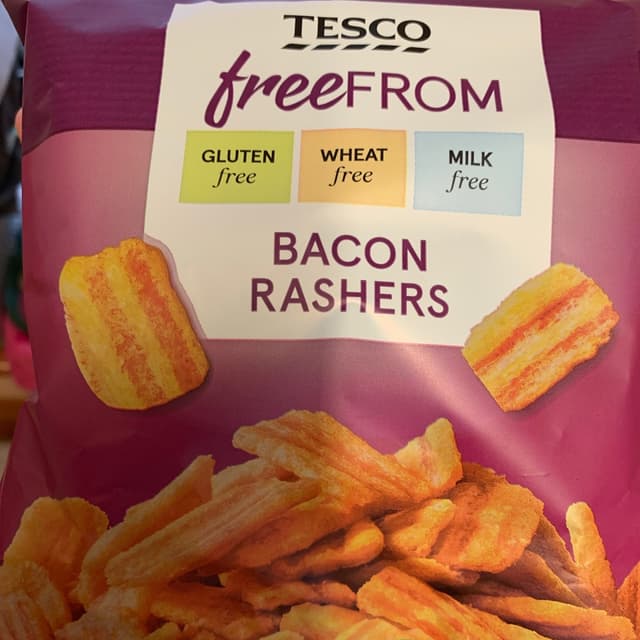 TESCO
freeFROM
GLUTEN free
WHEAT free
MILK free
BACON
RASHERS